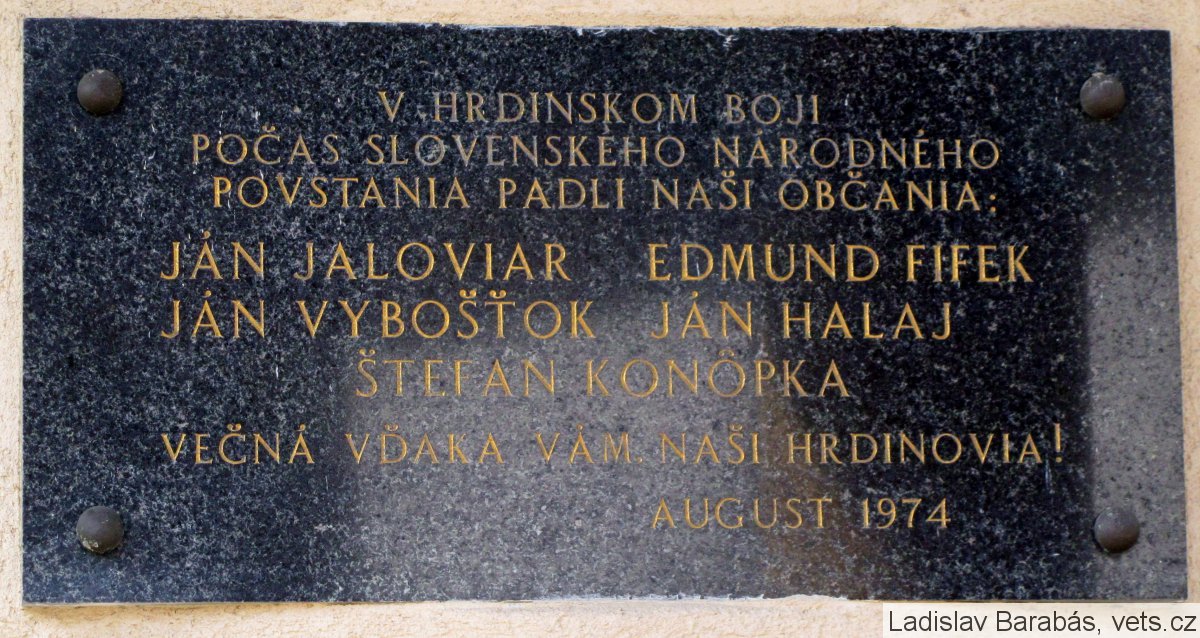 V HRDINSKOM BOJI
POČAS SLOVENSKÉHO NÁRODNÉHO
POVSTANIA PADLI NAŠI OBČANIA:
JÁN JALOVIAR EDMUND FIFEK
JÁN VYBOŠŤOK JÁN HALAJ
ŠTEFAN KONÔPKA
VEČNÁ VĎAKA VÁM. NAŠI HRDINOVIA!
AUGUST 1974
Ladislav Barabás, vets.cz